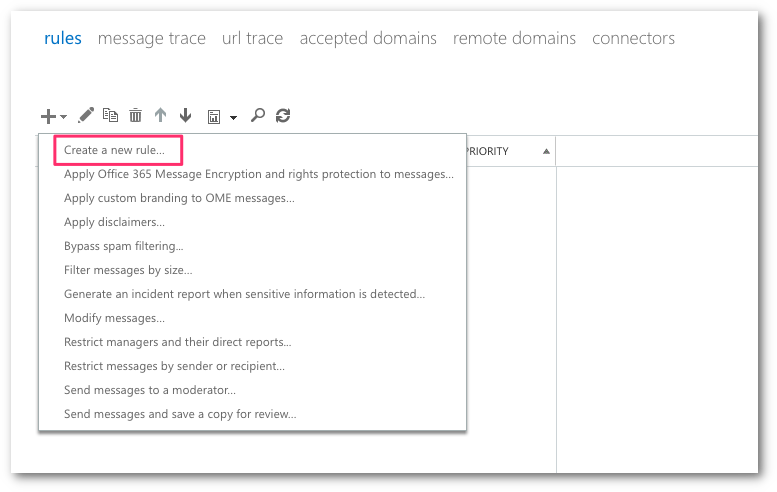 rules message trace url trace accepted domains remote domains connectors
Create a new rule...
PRIORITY
Apply Office 365 Message Encryption and rights protection to messages...
Apply custom branding to OME messages...
Apply disclaimers...
Bypass spam filtering...
Filter messages by size...
Generate an incident report when sensitive information is detected...
Modify messages...
Restrict managers and their direct reports...
Restrict messages by sender or recipient...
Send messages to a moderator...
Send messages and save a copy for review...